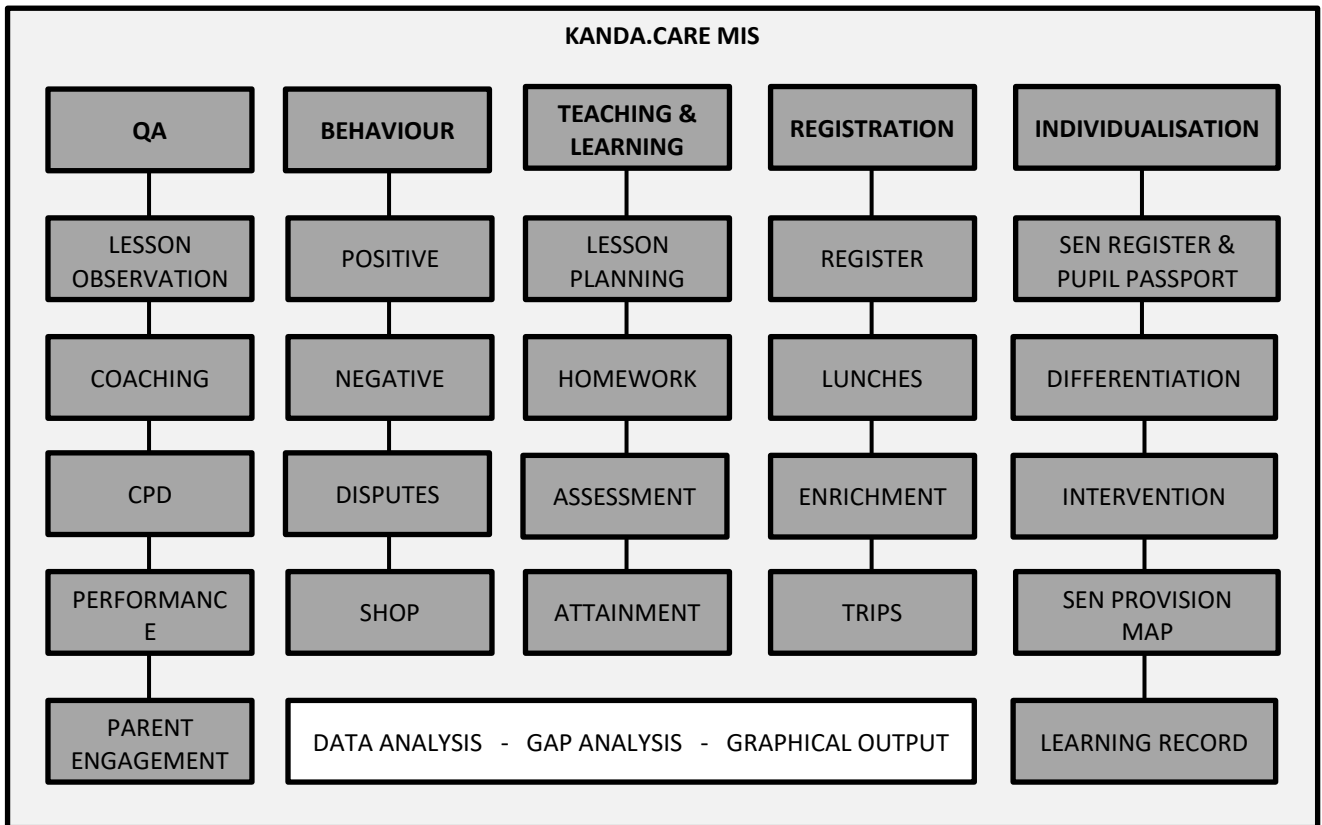 KANDA.CARE MIS
QA
BEHAVIOUR
TEACHING &
LEARNING
REGISTRATION
INDIVIDUALISATION
LESSON
OBSERVATION
POSITIVE
LESSON
PLANNING
REGISTER
SEN REGISTER &
PUPIL PASSPORT
COACHING
NEGATIVE
HOMEWORK
LUNCHES
DIFFERENTIATION
CPD
DISPUTES
ASSESSMENT
ENRICHMENT
INTERVENTION
PERFORMANC
E
SHOP
ATTAINMENT
TRIPS
SEN PROVISION
MAP
PARENT
ENGAGEMENT
DATA ANALYSIS - GAP ANALYSIS - GRAPHICAL OUTPUT
LEARNING RECORD